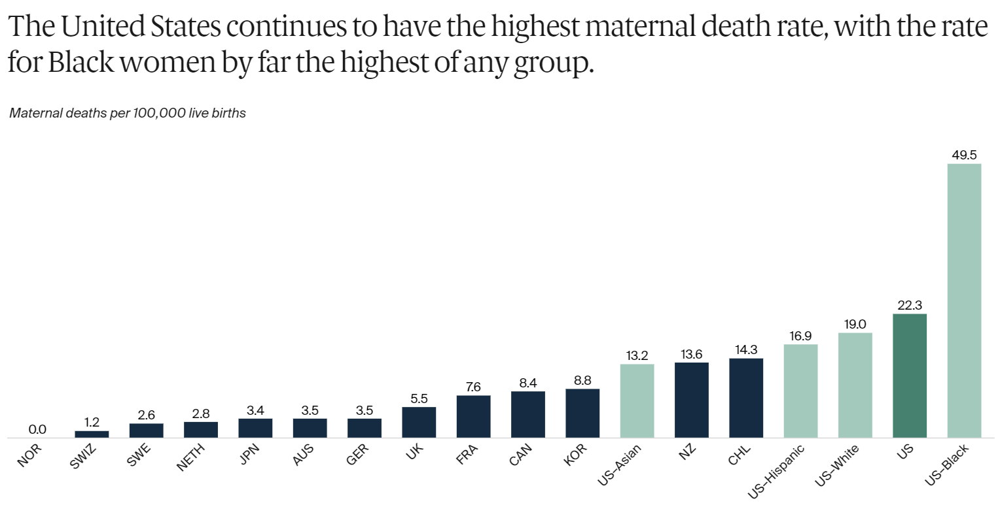 The United States continues to have the highest maternal death rate, with the rate
for Black women by far the highest of any group.
Maternal deaths per 100,000 live births
0.0
1.2
2.6
2.8
3.4
3.5
3.5
5.5
7.6
8.4
8.8
13.2
13.6
14.3
16.9
19.0
22.3
49.5
NOR
SWIZ
SWE
NETH
JPN
AUS
GER
UK
FRA
CAN
KOR
US–Asian
NZ
CHL
US–Hispanic
US–White
US
US–Black